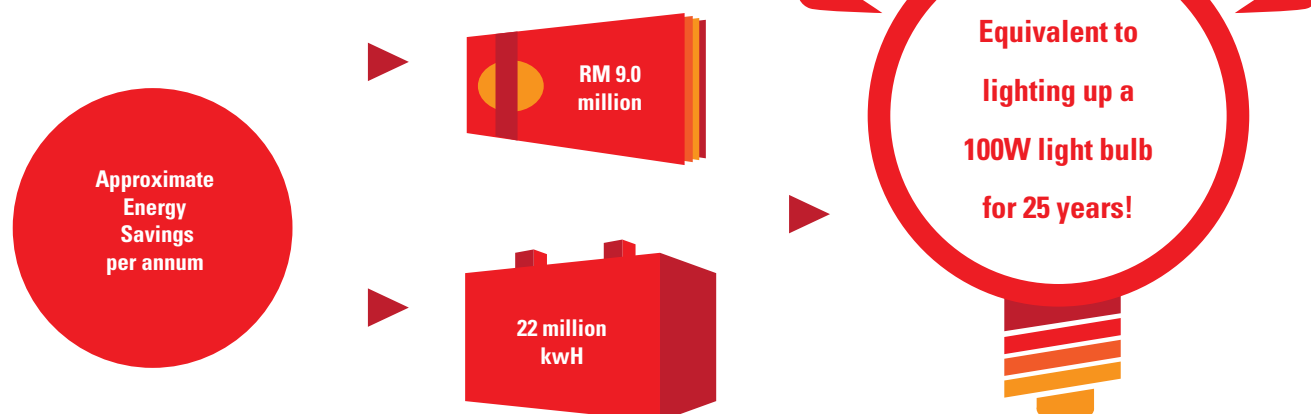 Approximate
Energy
Savings
per annum
RM 9.0
million
22 million
kwH
Equivalent to
lighting up a
100W light bulb
for 25 years!